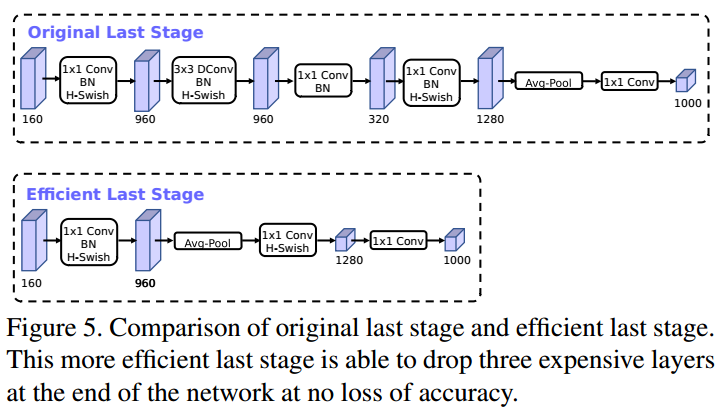 Original Last Stage
1x1 Conv
BN
H-Swish
3x3 DConv
BN
H-Swish
1x1 Conv
BN
1x1 Conv
BN
H-Swish
Avg-Pool
1x1 Conv
160
960
960
320
1280
1000
Efficient Last Stage
1x1 Conv
BN
H-Swish
Avg-Pool
1x1 Conv
H-Swish
1x1 Conv
160
960
1280
1000
Figure 5. Comparison of original last stage and efficient last stage.
This more efficient last stage is able to drop three expensive layers
at the end of the network at no loss of accuracy.